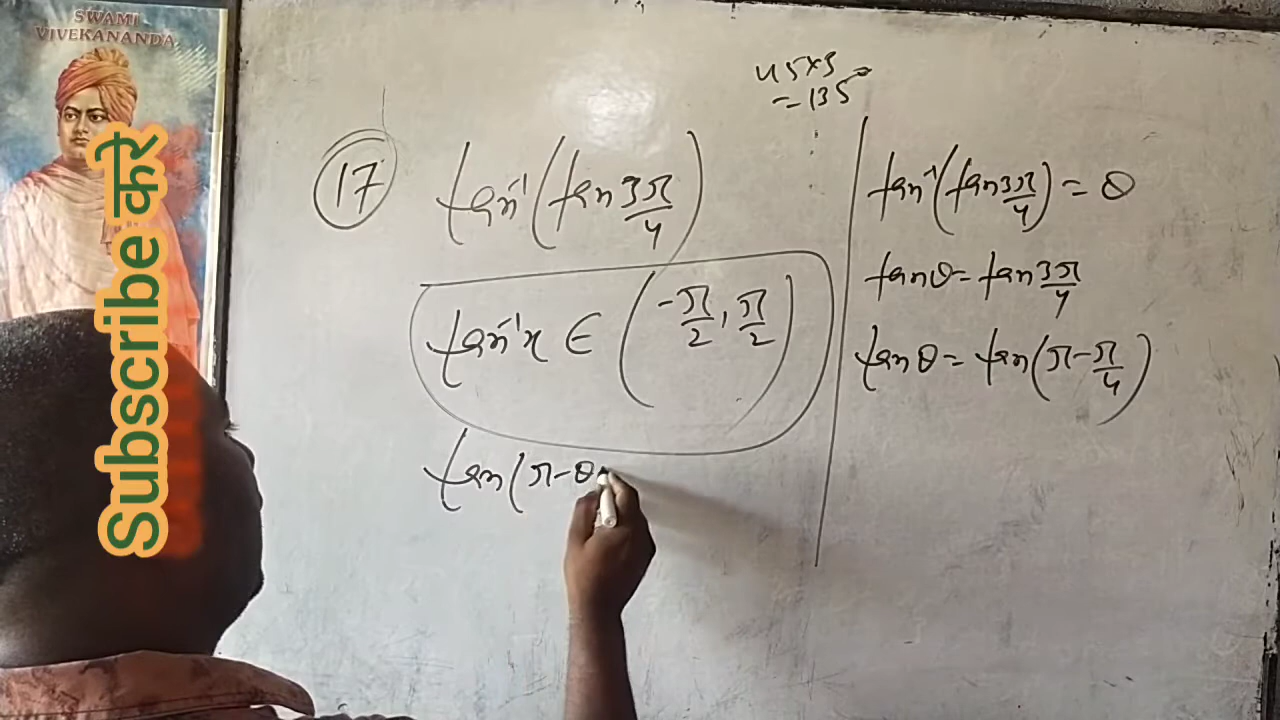 SWAMI
VIVEKANANDA
Subscribe करे
45×3
=135°
17
tan⁻¹(tan 3π/4)
tan⁻¹x ∈ (-π/2, π/2)
tan(π-θ
tan⁻¹(tan 3π/4) = θ
tanθ = tan 3π/4
tanθ = tan(π-π/4)